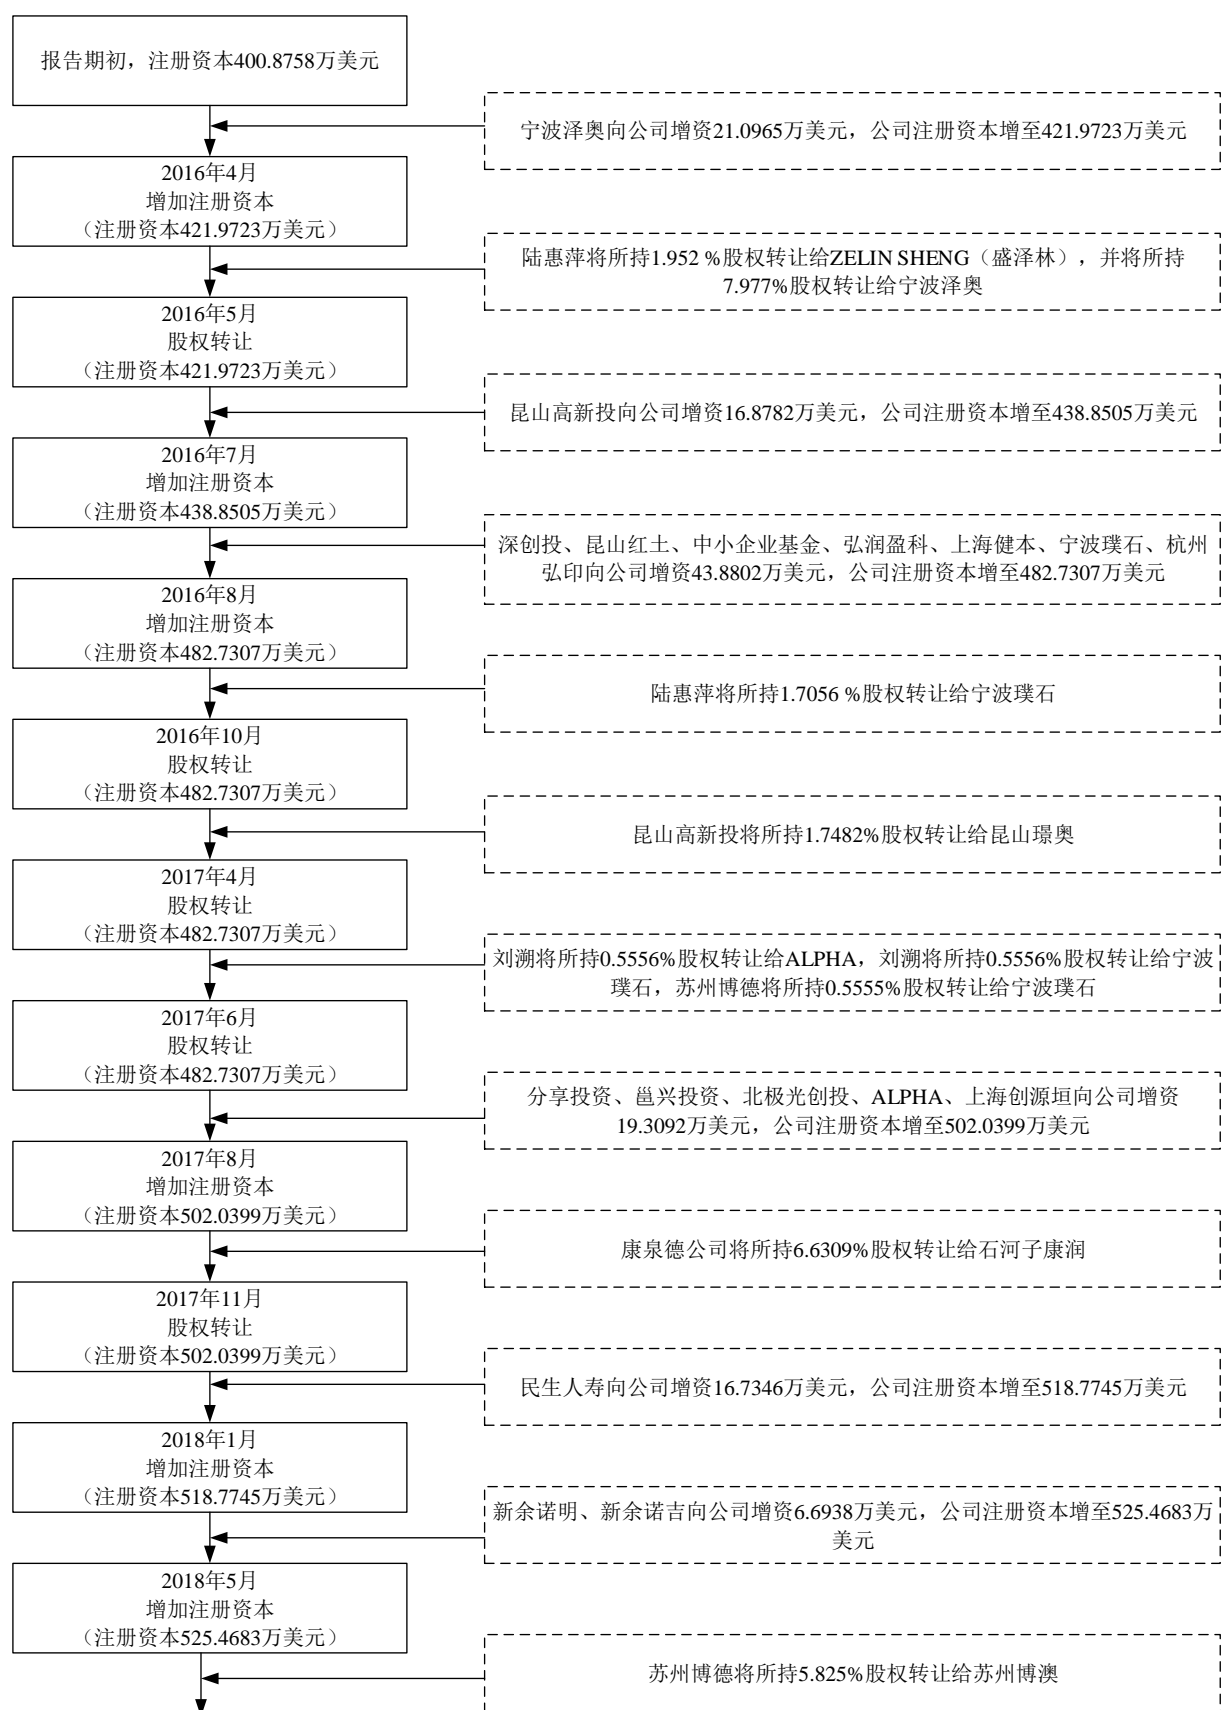 报告期初，注册资本400.8758万美元
宁波泽奥向公司增资21.0965万美元，公司注册资本增至421.9723万美元
2016年4月
增加注册资本
（注册资本421.9723万美元）
陆惠萍将所持1.952 %股权转让给ZELIN SHENG（盛泽林），并将所持
7.977%股权转让给宁波泽奥
2016年5月
股权转让
（注册资本421.9723万美元）
昆山高新投向公司增资16.8782万美元，公司注册资本增至438.8505万美元
2016年7月
增加注册资本
（注册资本438.8505万美元）
深创投、昆山红土、中小企业基金、弘润盈科、上海健本、宁波璞石、杭州
弘印向公司增资43.8802万美元，公司注册资本增至482.7307万美元
2016年8月
增加注册资本
（注册资本482.7307万美元）
陆惠萍将所持1.7056 %股权转让给宁波璞石
2016年10月
股权转让
（注册资本482.7307万美元）
昆山高新投将所持1.7482%股权转让给昆山璟奥
2017年4月
股权转让
（注册资本482.7307万美元）
刘溯将所持0.5556%股权转让给ALPHA，刘溯将所持0.5556%股权转让给宁波
璞石，苏州博德将所持0.5555%股权转让给宁波璞石
2017年6月
股权转让
（注册资本482.7307万美元）
分享投资、邕兴投资、北极光创投、ALPHA、上海创源垣向公司增资
19.3092万美元，公司注册资本增至502.0399万美元
2017年8月
增加注册资本
（注册资本502.0399万美元）
康泉德公司将所持6.6309%股权转让给石河子康润
2017年11月
股权转让
（注册资本502.0399万美元）
民生人寿向公司增资16.7346万美元，公司注册资本增至518.7745万美元
2018年1月
增加注册资本
（注册资本518.7745万美元）
新余诺明、新余诺吉向公司增资6.6938万美元，公司注册资本增至525.4683万
美元
2018年5月
增加注册资本
（注册资本525.4683万美元）
苏州博德将所持5.825%股权转让给苏州博澳